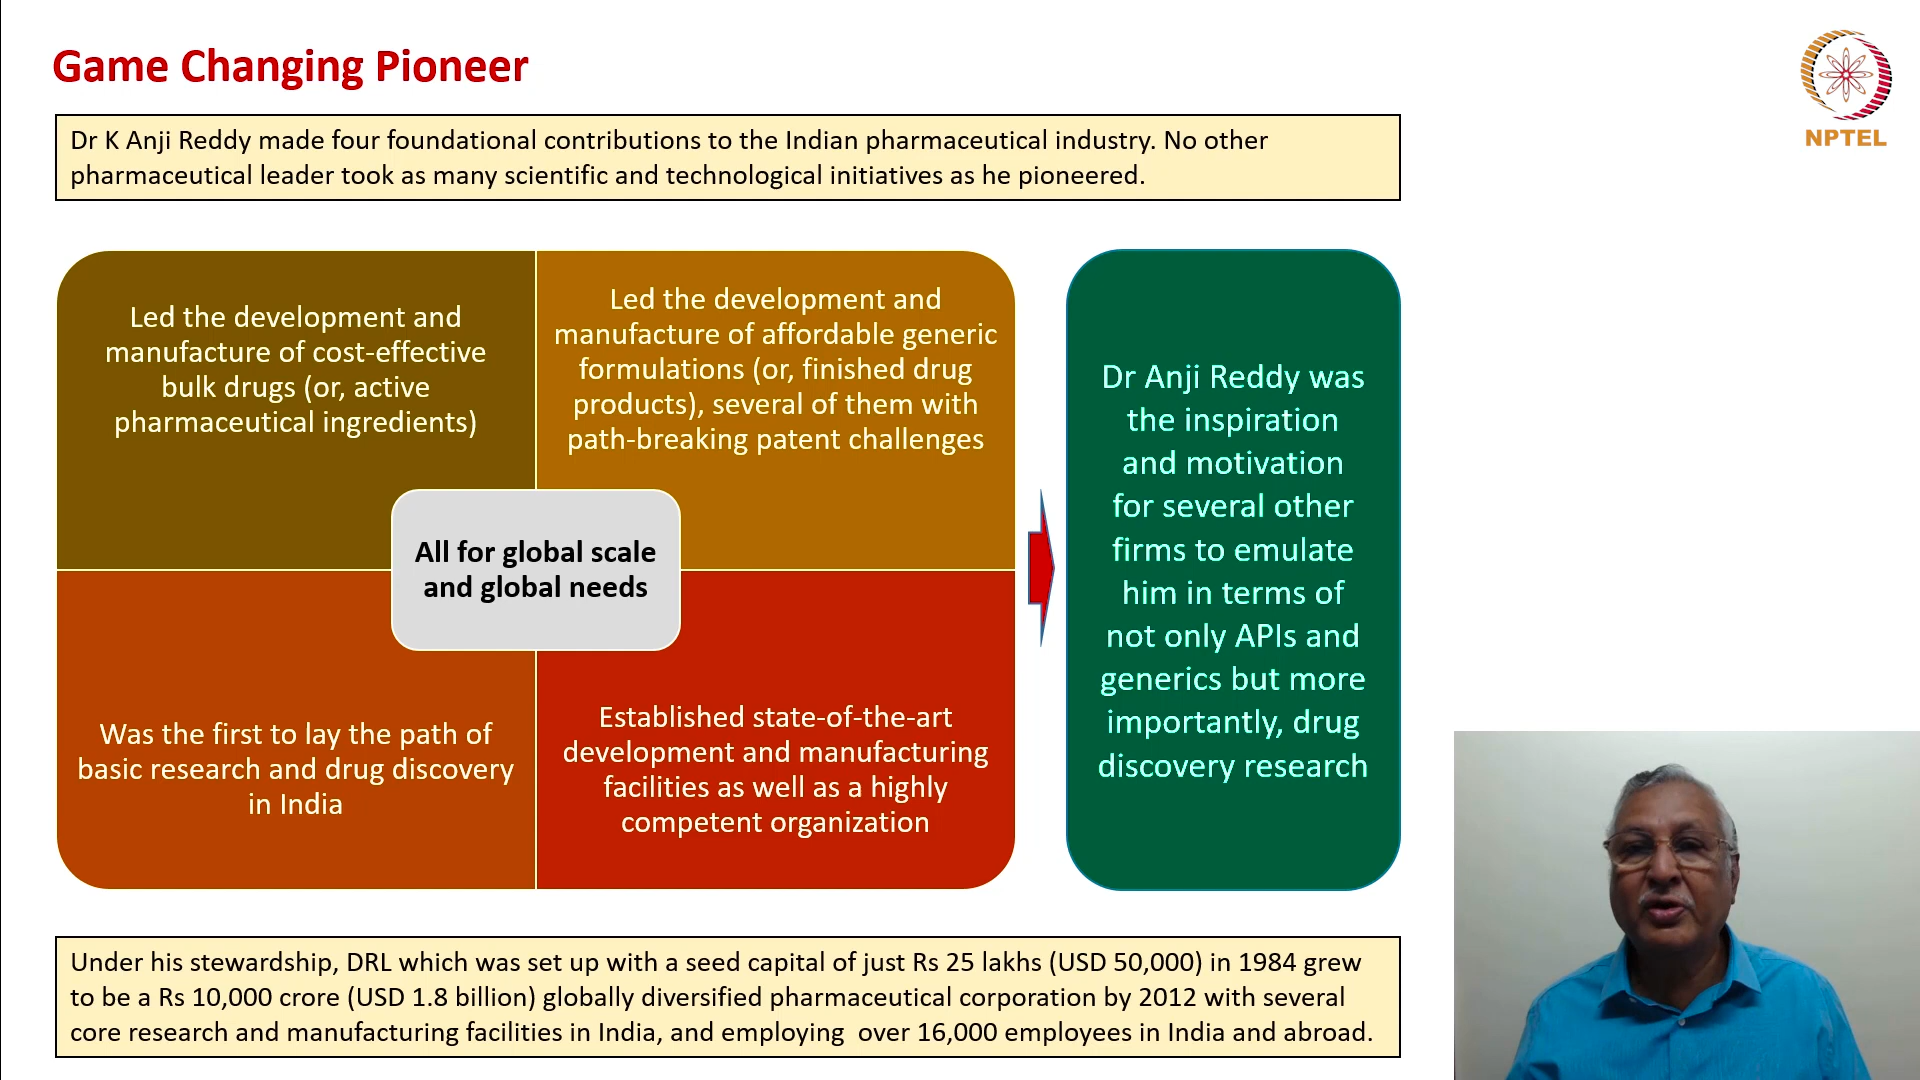 Game Changing Pioneer
NPTEL
Dr K Anji Reddy made four foundational contributions to the Indian pharmaceutical industry. No other
pharmaceutical leader took as many scientific and technological initiatives as he pioneered.
Led the development and
manufacture of cost-effective
bulk drugs (or, active
pharmaceutical ingredients)
Led the development and
manufacture of affordable generic
formulations (or, finished drug
products), several of them with
path-breaking patent challenges
All for global scale
and global needs
Was the first to lay the path of
basic research and drug discovery
in India
Established state-of-the-art
development and manufacturing
facilities as well as a highly
competent organization
Dr Anji Reddy was
the inspiration
and motivation
for several other
firms to emulate
him in terms of
not only APIs and
generics but more
importantly, drug
discovery research
Under his stewardship, DRL which was set up with a seed capital of just Rs 25 lakhs (USD 50,000) in 1984 grew
to be a Rs 10,000 crore (USD 1.8 billion) globally diversified pharmaceutical corporation by 2012 with several
core research and manufacturing facilities in India, and employing  over 16,000 employees in India and abroad.